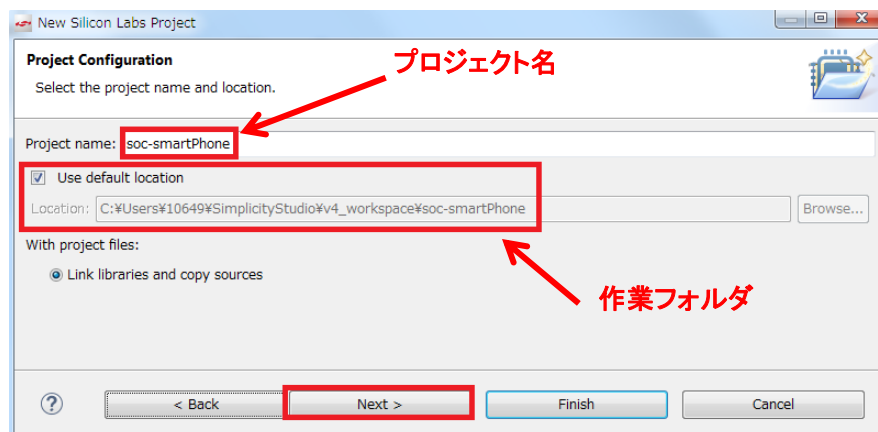 New Silicon Labs Project
Project Configuration
プロジェクト名
Select the project name and location.
Project name: soc-smartPhone
Use default location
Location: C:¥Users¥10649¥SimplicityStudio¥v4_workspace¥soc-smartPhone
Browse...
With project files:
Link libraries and copy sources
作業フォルダ
? < Back Next > Finish Cancel